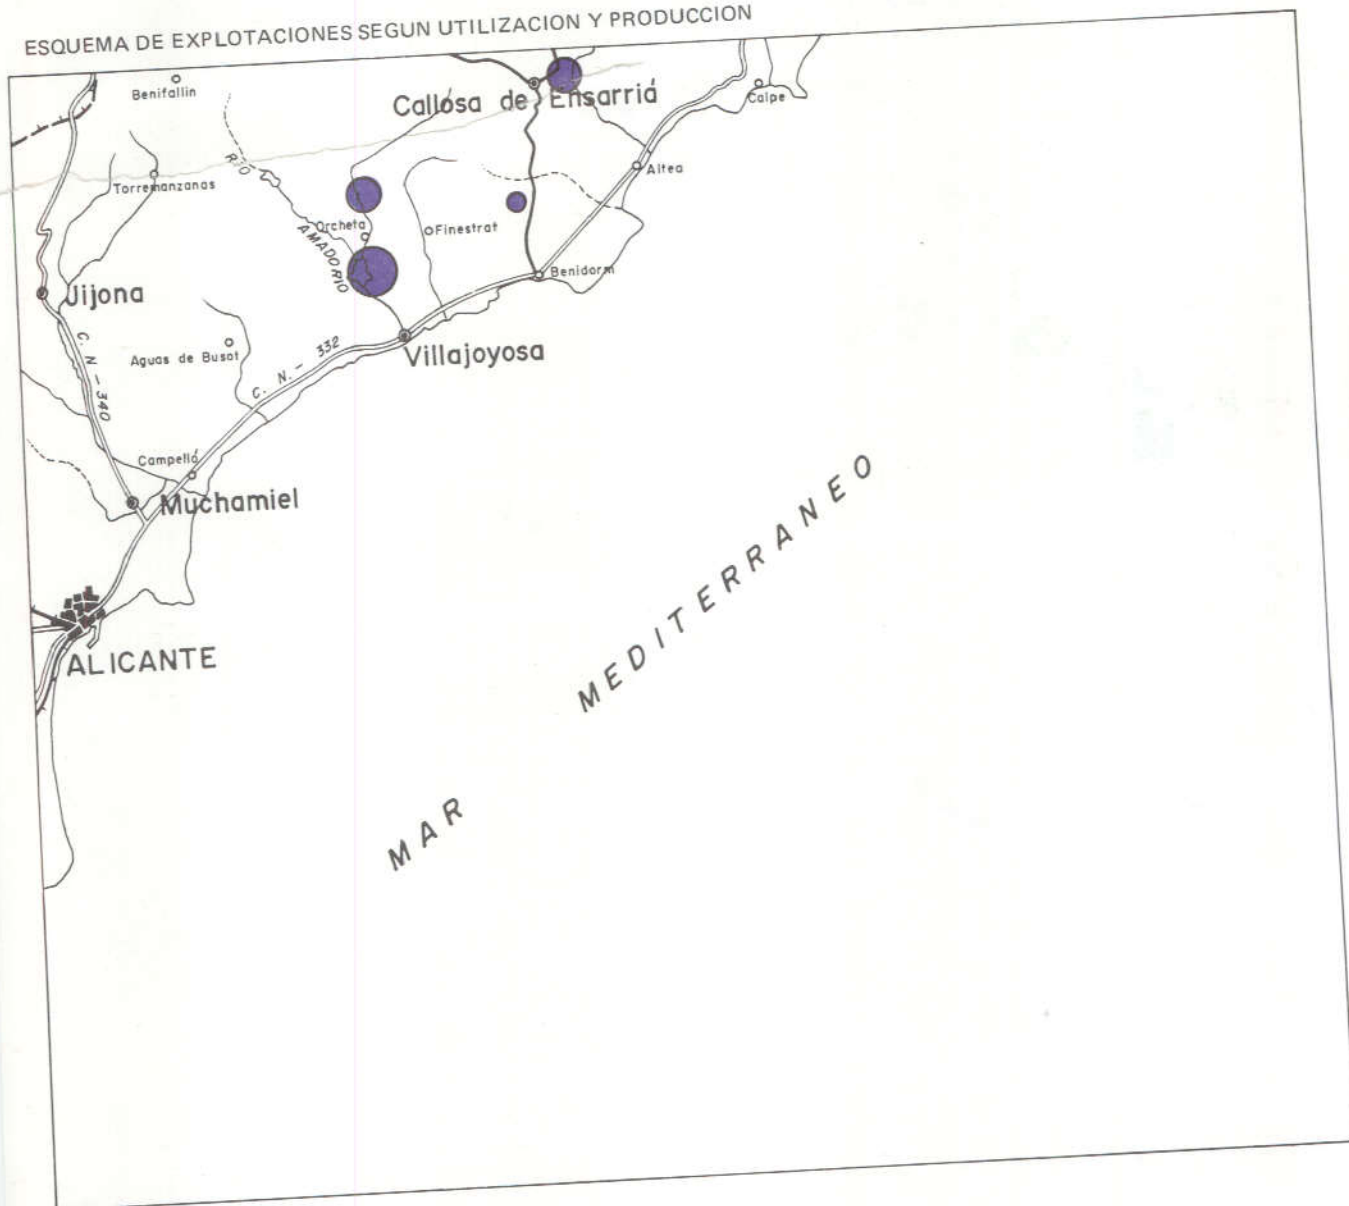 ESQUEMA DE EXPLOTACIONES SEGUN UTILIZACION Y PRODUCCION
Benifallin
Callosa de Ensarriá
Calpe
Torremanzanas
RIO
AMADORIO
Altea
Orcheta
Finestrat
Benidorm
Jijona
C. N - 340
Aguas de Busot
C. N. - 332
Villajoyosa
Campelló
Muchamiel
ALICANTE
MAR MEDITERRANEO